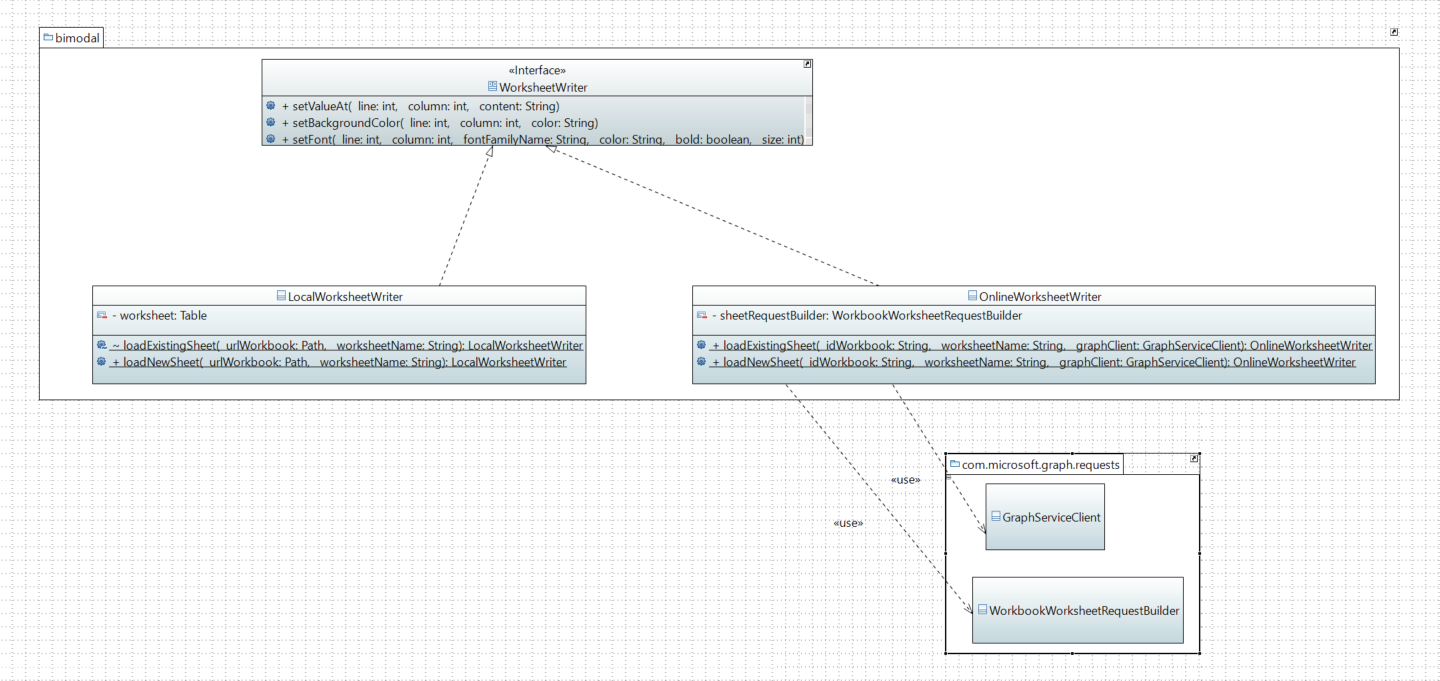 bimodal
«Interface»
WorksheetWriter
+ setValueAt( line: int, column: int, content: String)
+ setBackgroundColor( line: int, column: int, color: String)
+ setFont( line: int, column: int, fontFamilyName: String, color: String, bold: boolean, size: int)
LocalWorksheetWriter
- worksheet: Table
~ loadExistingSheet( urlWorkbook: Path, worksheetName: String): LocalWorksheetWriter
+ loadNewSheet( urlWorkbook: Path, worksheetName: String): LocalWorksheetWriter
OnlineWorksheetWriter
- sheetRequestBuilder: WorkbookWorksheetRequestBuilder
+ loadExistingSheet( idWorkbook: String, worksheetName: String, graphClient: GraphServiceClient): OnlineWorksheetWriter
+ loadNewSheet( idWorkbook: String, worksheetName: String, graphClient: GraphServiceClient): OnlineWorksheetWriter
com.microsoft.graph.requests
«use»
GraphServiceClient
«use»
WorkbookWorksheetRequestBuilder